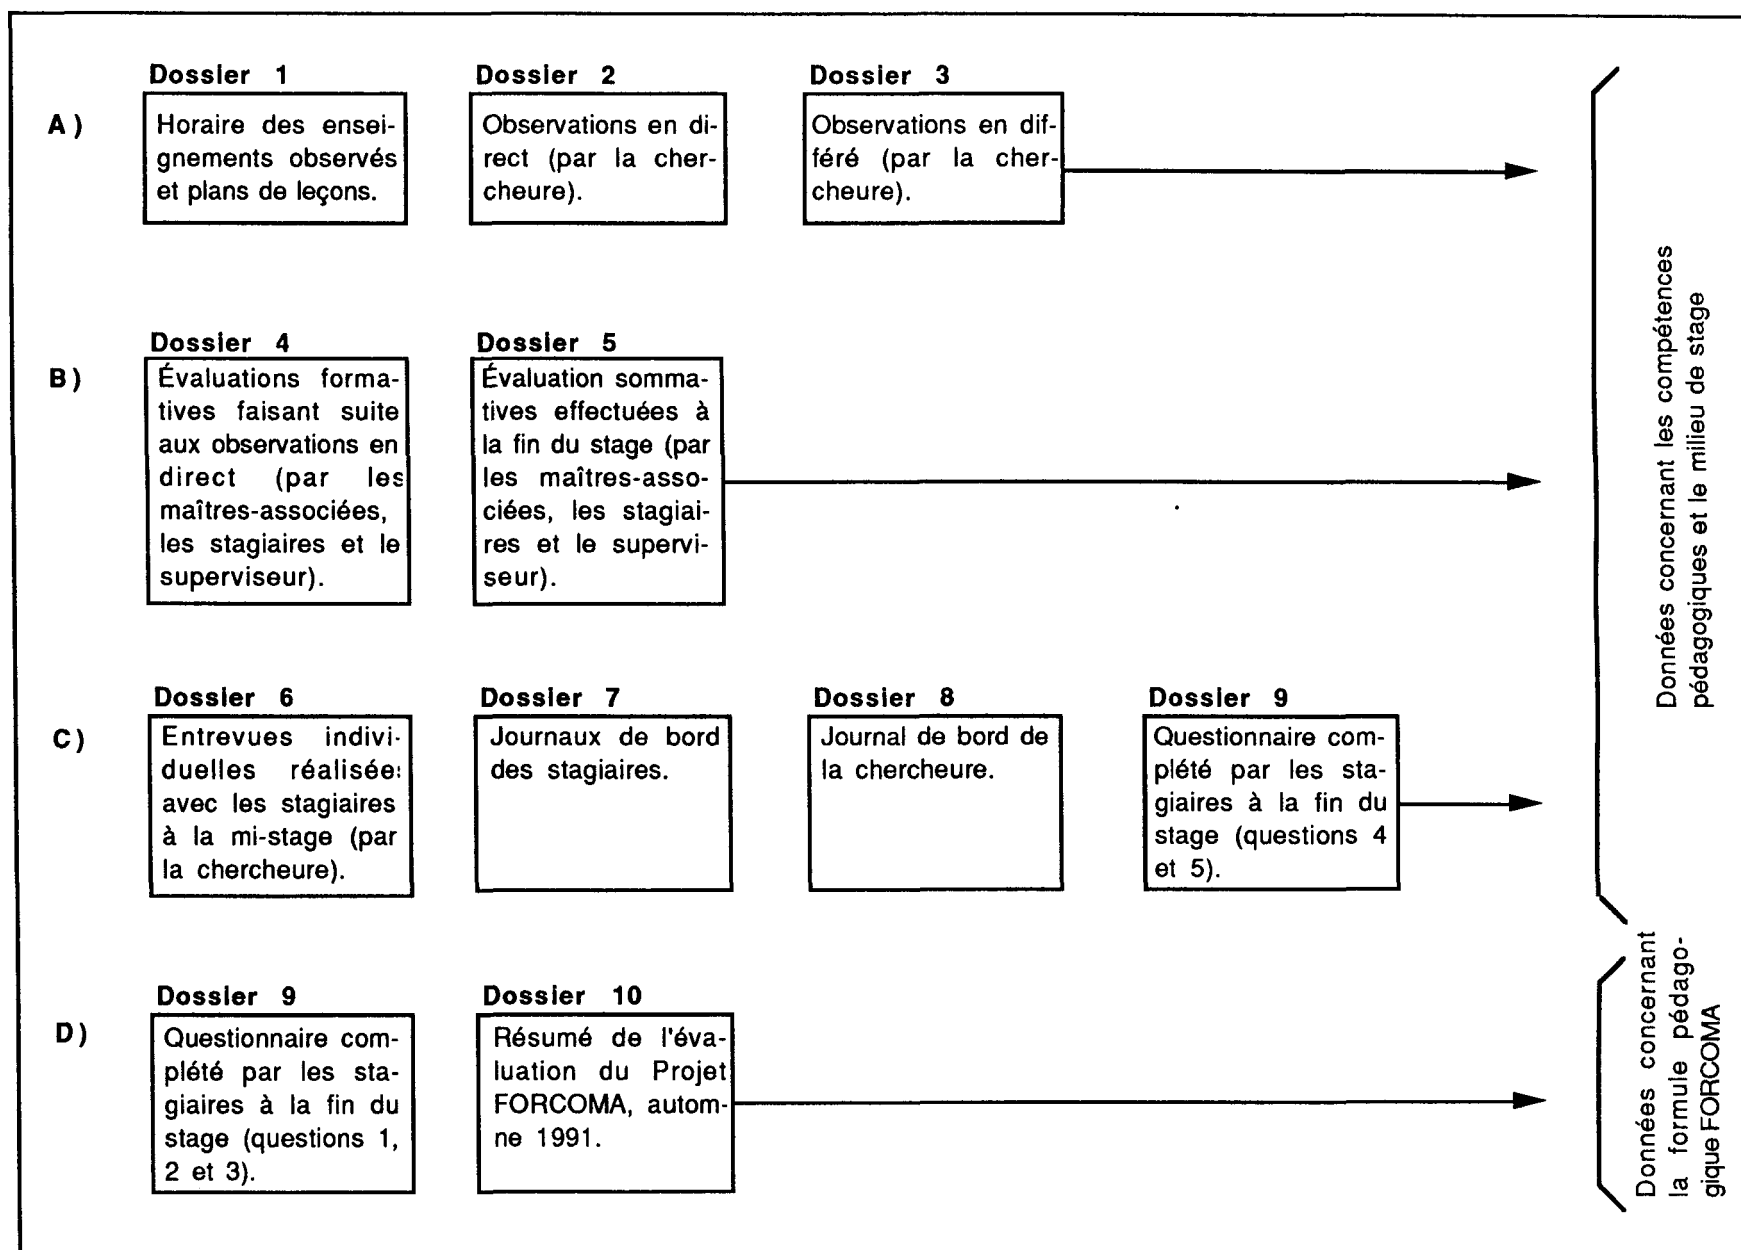 Dossier 1
Dossier 2
Dossier 3
A)
Horaire des ensei-
gnements observés
et plans de leçons.
Observations en di-
rect (par la cher-
cheure).
Observations en dif-
féré (par la cher-
cheure).
Dossier 4
Dossier 5
B)
Évaluations forma-
tives faisant suite
aux observations en
direct (par les
maîtres-associées,
les stagiaires et le
superviseur).
Évaluation somma-
tives effectuées à
la fin du stage (par
les maîtres-asso-
ciées, les stagiai-
res et le supervi-
seur).
Dossier 6
Dossier 7
Dossier 8
Dossier 9
C)
Entrevues indivi-
duelles réalisées
avec les stagiaires
à la mi-stage (par
la chercheure).
Journaux de bord
des stagiaires.
Journal de bord de
la chercheure.
Questionnaire com-
plété par les sta-
giaires à la fin du
stage (questions 4
et 5).
Dossier 9
Dossier 10
D)
Questionnaire com-
plété par les sta-
giaires à la fin du
stage (questions 1,
2 et 3).
Résumé de l'éva-
luation du Projet
FORCOMA, autom-
ne 1991.
Données concernant les compétences
pédagogiques et le milieu de stage
Données concernant
la formule pédago-
gique FORCOMA